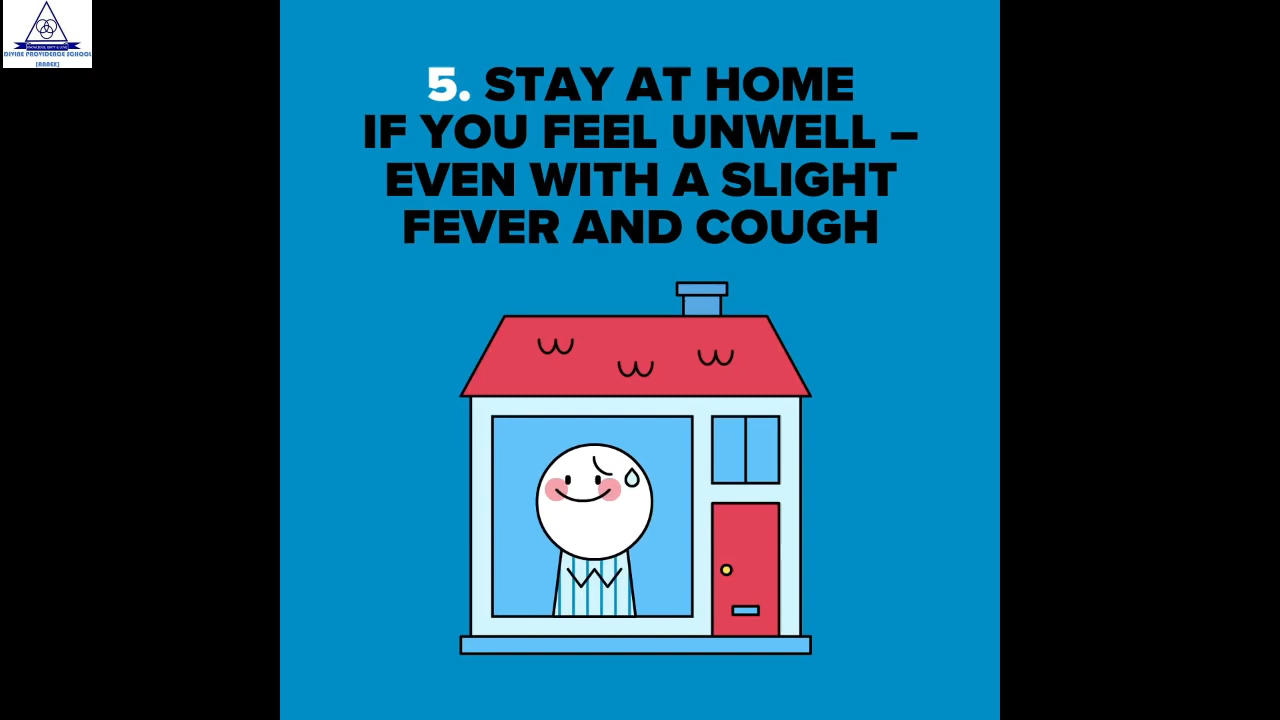 DIVINE PROVIDENCE SCHOOL
5. STAY AT HOME
IF YOU FEEL UNWELL –
EVEN WITH A SLIGHT
FEVER AND COUGH